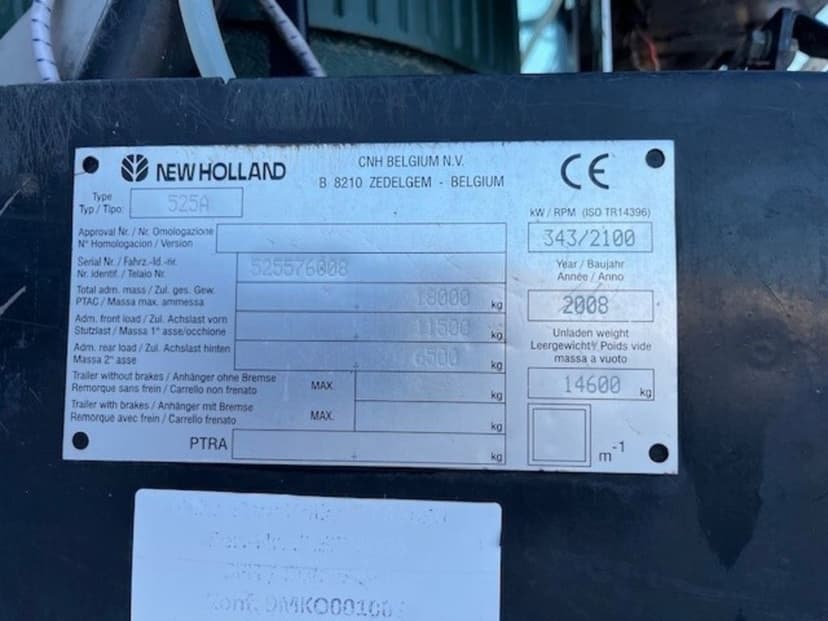 NEW HOLLAND
CNH BELGIUM N.V.
B 8210 ZEDELGEM - BELGIUM
CE
Type
Typ / Tipo: 525A
Approval Nr. / Nr. Omologazione
N° Homologacion / Version
Serial Nr. / Fahrz.-Id.-nr.
Nr. identif. / Telaio Nr. 525576008
Total adm. mass / Zul. ges. Gew.
PTAC / Massa max. ammessa 18000 kg
Adm. front load / Zul. Achslast vorn
Stutzlast / Massa 1° asse/occhione 11500 kg
Adm. rear load / Zul. Achslast hinten
Massa 2° asse 6500 kg
Trailer without brakes / Anhänger ohne Bremse
Remorque sans frein / Carrello non frenato MAX. kg
Trailer with brakes / Anhänger mit Bremse
Remorque avec frein / Carrello frenato MAX. kg
PTRA kg
kW / RPM (ISO TR14396)
343/2100
Year / Baujahr
Année / Anno
2008
Unladen weight
Leergewicht / Poids vide
massa a vuoto
14600 kg
m-1